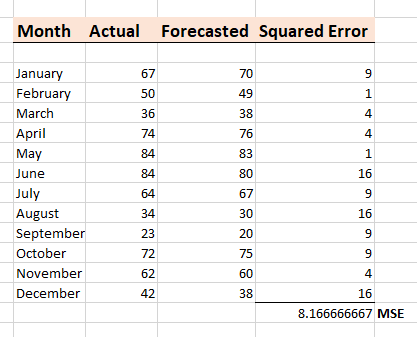 Month Actual Forecasted Squared Error
January 67 70 9
February 50 49 1
March 36 38 4
April 74 76 4
May 84 83 1
June 84 80 16
July 64 67 9
August 34 30 16
September 23 20 9
October 72 75 9
November 62 60 4
December 42 38 16
8.166666667 MSE